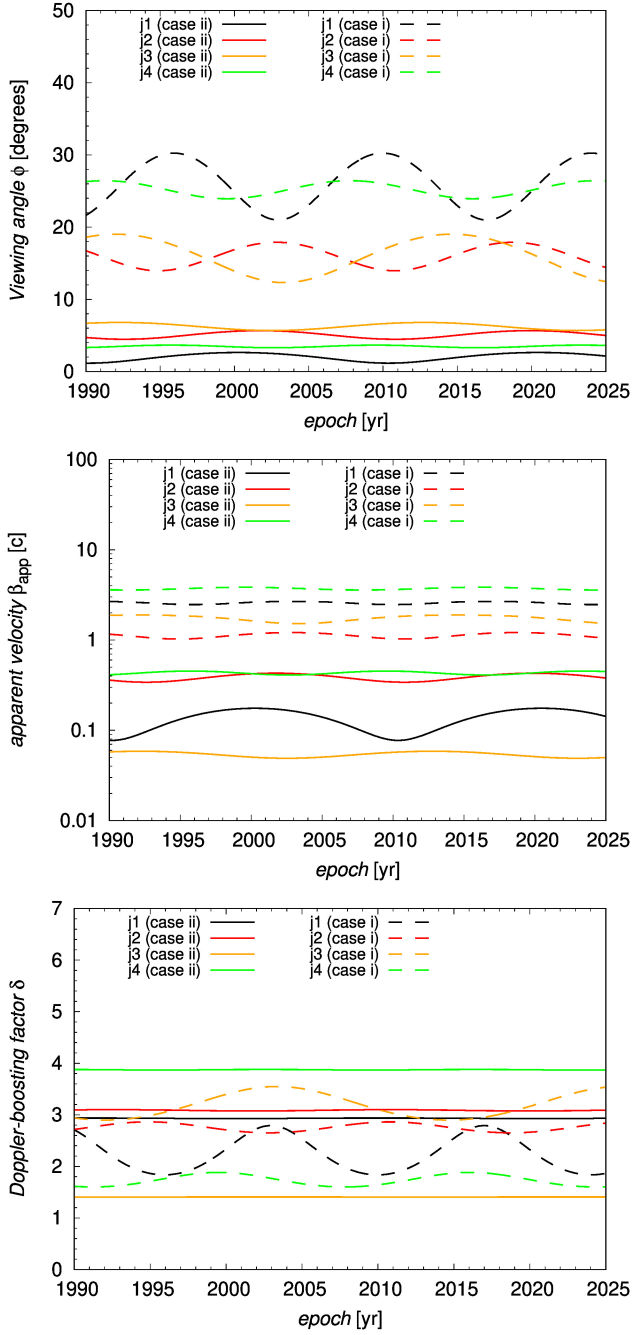 50
40
30
20
10
0
Viewing angle ϕ [degrees]
j1 (case ii) j1 (case i)
j2 (case ii) j2 (case i)
j3 (case ii) j3 (case i)
j4 (case ii) j4 (case i)
1990 1995 2000 2005 2010 2015 2020 2025
epoch [yr]
100
10
1
0.1
0.01
apparent velocity βapp [c]
j1 (case ii) j1 (case i)
j2 (case ii) j2 (case i)
j3 (case ii) j3 (case i)
j4 (case ii) j4 (case i)
1990 1995 2000 2005 2010 2015 2020 2025
epoch [yr]
7
6
5
4
3
2
1
0
Doppler-boosting factor δ
j1 (case ii) j1 (case i)
j2 (case ii) j2 (case i)
j3 (case ii) j3 (case i)
j4 (case ii) j4 (case i)
1990 1995 2000 2005 2010 2015 2020 2025
epoch [yr]